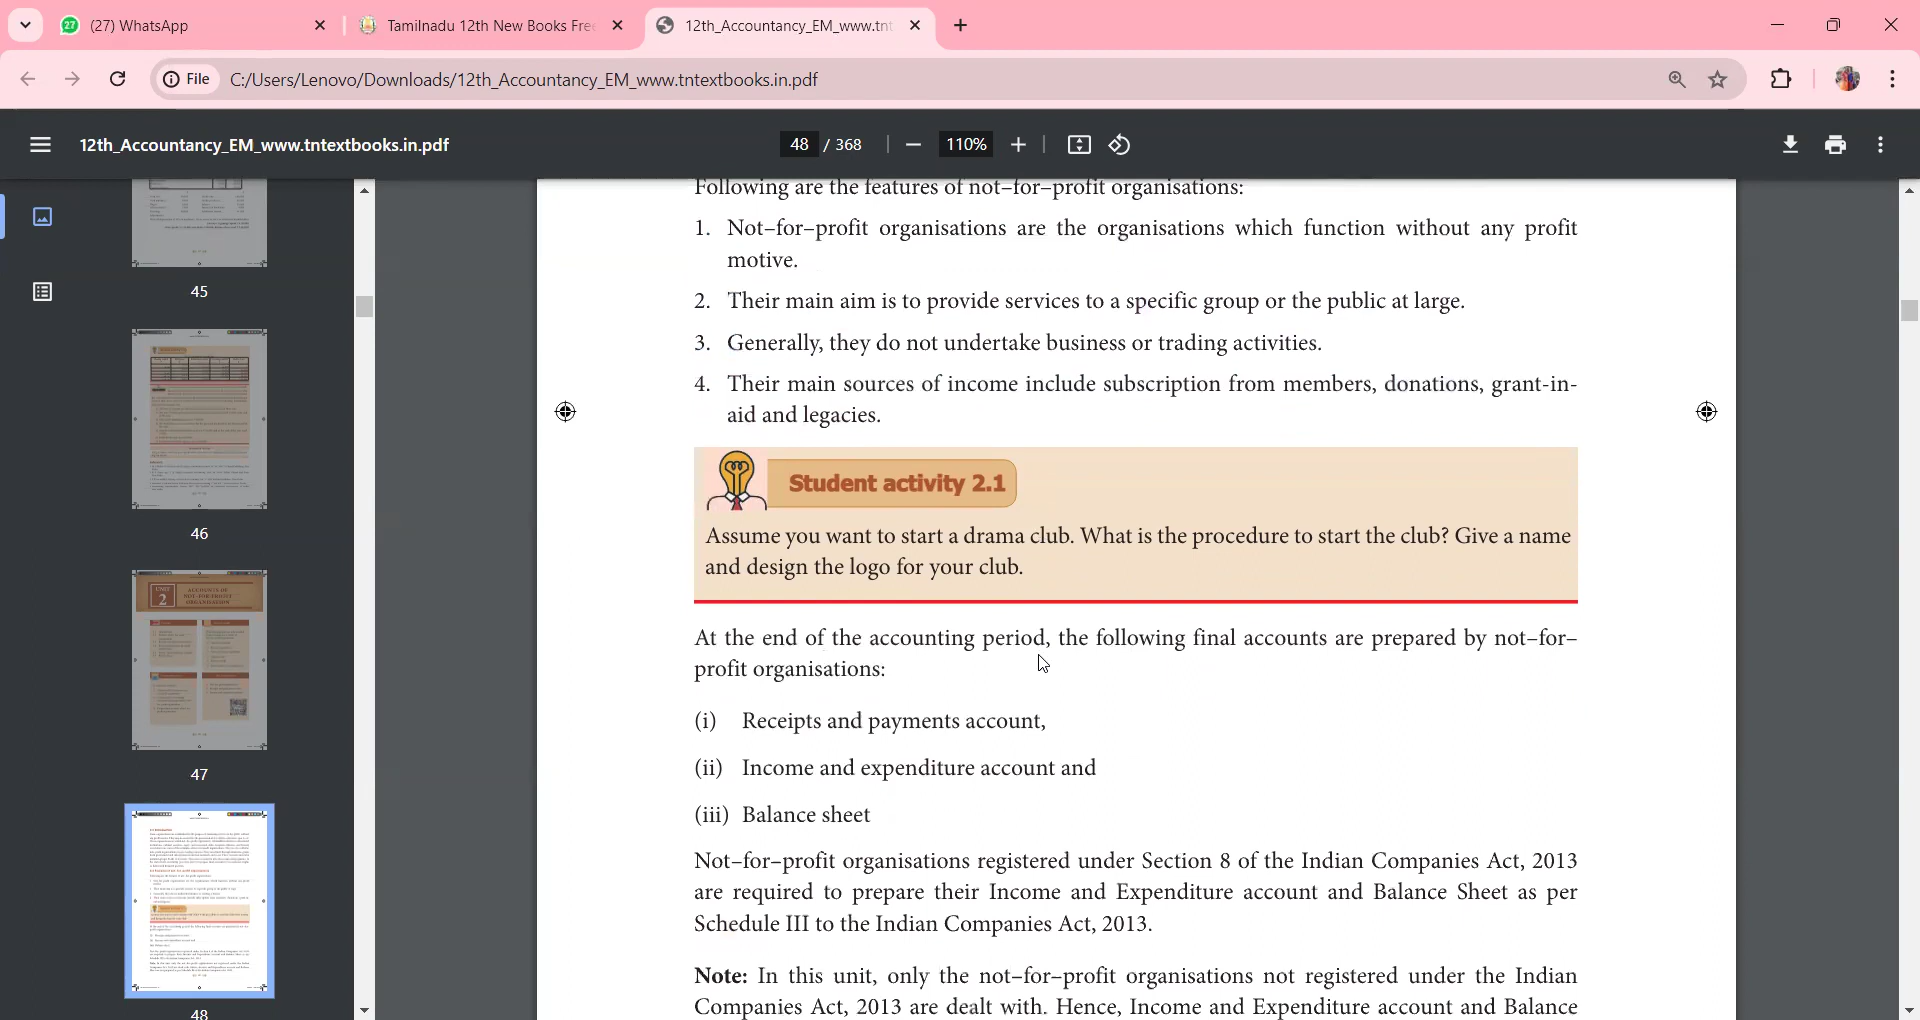 (27) WhatsApp
Tamilnadu 12th New Books Free
12th_Accountancy_EM_www.tnt
File
C:/Users/Lenovo/Downloads/12th_Accountancy_EM_www.tntextbooks.in.pdf
12th_Accountancy_EM_www.tntextbooks.in.pdf
48 / 368
110%
45
46
UNIT 2
ACCOUNTS OF
NOT-FOR-PROFIT
ORGANISATION
47
48
Following are the features of not–for–profit organisations:
1. Not–for–profit organisations are the organisations which function without any profit
motive.
2. Their main aim is to provide services to a specific group or the public at large.
3. Generally, they do not undertake business or trading activities.
4. Their main sources of income include subscription from members, donations, grant-in-
aid and legacies.
Student activity 2.1
Assume you want to start a drama club. What is the procedure to start the club? Give a name
and design the logo for your club.
At the end of the accounting period, the following final accounts are prepared by not–for–
profit organisations:
(i) Receipts and payments account,
(ii) Income and expenditure account and
(iii) Balance sheet
Not–for–profit organisations registered under Section 8 of the Indian Companies Act, 2013
are required to prepare their Income and Expenditure account and Balance Sheet as per
Schedule III to the Indian Companies Act, 2013.
Note: In this unit, only the not–for–profit organisations not registered under the Indian
Companies Act, 2013 are dealt with. Hence, Income and Expenditure account and Balance